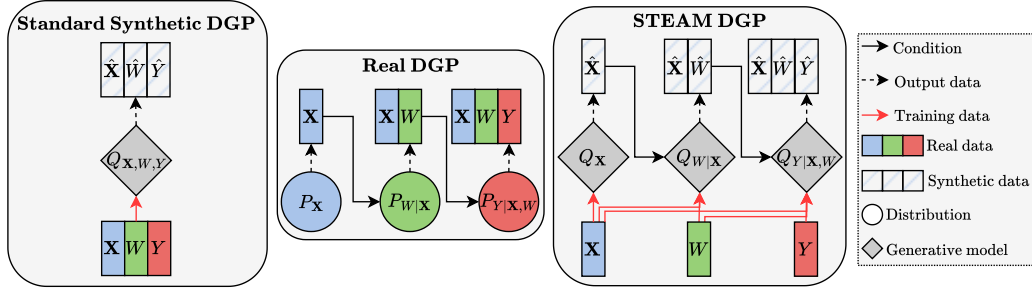 Standard Synthetic DGP
X̂ Ŵ Ŷ
Q_{X,W,Y}
X W Y
Real DGP
X
X W
X W Y
P_X
P_{W|X}
P_{Y|X,W}
STEAM DGP
X̂
X̂ Ŵ
X̂ Ŵ Ŷ
Q_X
Q_{W|X}
Q_{Y|X,W}
X
W
Y
Condition
Output data
Training data
Real data
Synthetic data
Distribution
Generative model